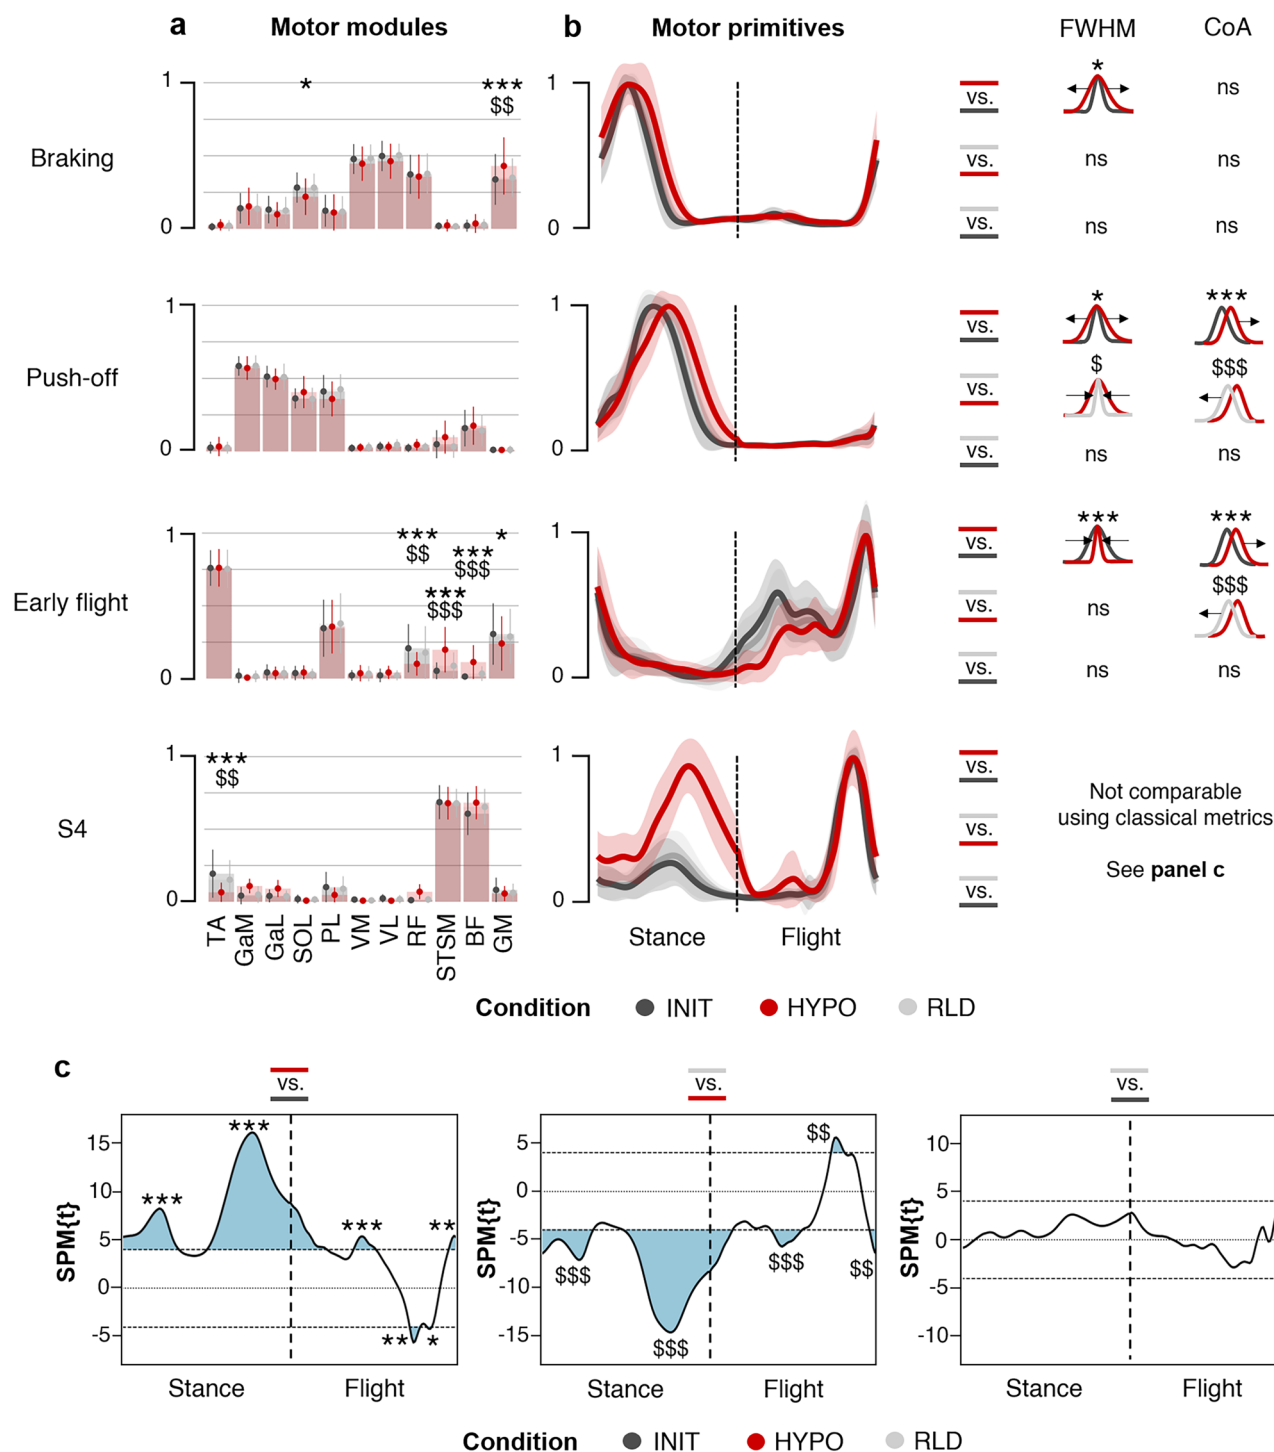 a Motor modules b Motor primitives FWHM CoA
Braking
1
0
*
***
$$
1
0
vs.
*
ns
vs.
ns
ns
vs.
ns
ns
Push-off
1
0
1
0
vs.
*
***
vs.
$
$$$
vs.
ns
ns
Early flight
1
0
***
$$
***
$$$
***
$$$
*
1
0
vs.
***
***
vs.
ns
$$$
vs.
ns
ns
S4
1
0
***
$$
1
0
vs.
vs.
vs.
Not comparable
using classical metrics
See panel c
TA GaM GaL SOL PL VM VL RF STSM BF GM
Stance Flight
Condition INIT HYPO RLD
c
vs.
SPM{t}
15
10
5
0
-5
***
***
***
**
**
*
Stance Flight
vs.
SPM{t}
5
0
-5
-10
-15
$$$
$$$
$$$
$$
$$
Stance Flight
vs.
SPM{t}
10
5
0
-5
-10
Stance Flight
Condition INIT HYPO RLD